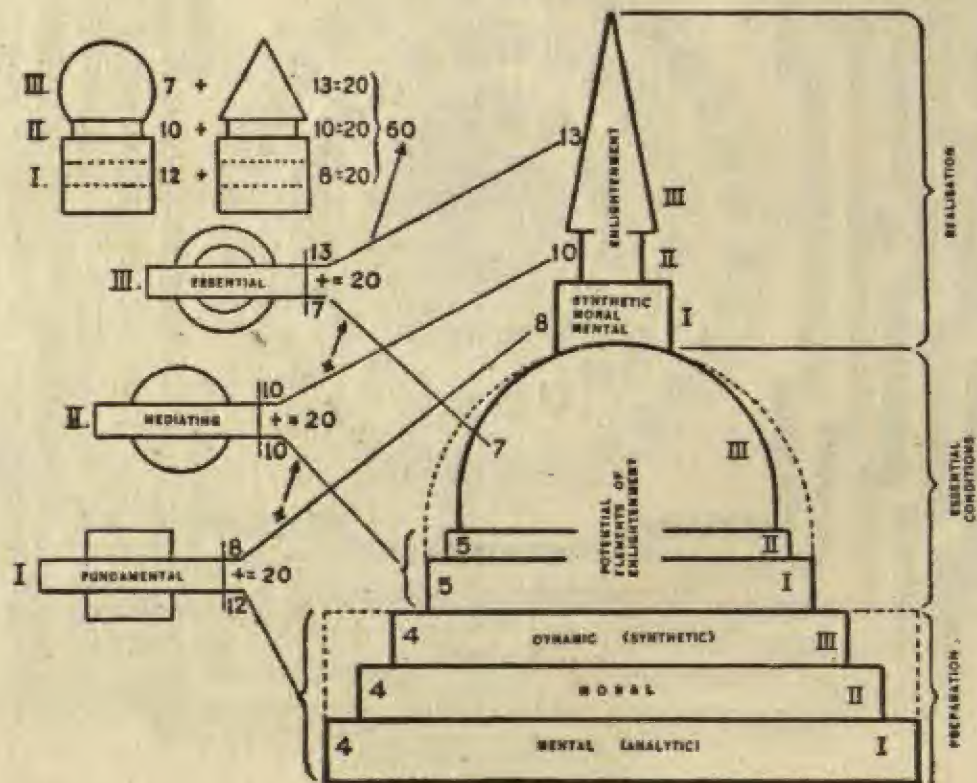 III. 7 + 13=20
II. 10 + 10=20 60
I. 12 + 8=20
III. ESSENTIAL 13 += 20 7
II. MEDIATING 10 += 20 10
I FUNDAMENTAL 8 += 20 12
13
ENLIGHTENMENT
III
10
II
8
SYNTHETIC
MORAL
MENTAL
I
7
III
POTENTIAL
ELEMENTS OF
ENLIGHTENMENT
5 II
5 I
4 DYNAMIC (SYNTHETIC) III
4 MORAL II
4 MENTAL (ANALYTIC) I
REALISATION
ESSENTIAL
CONDITIONS
PREPARATION.